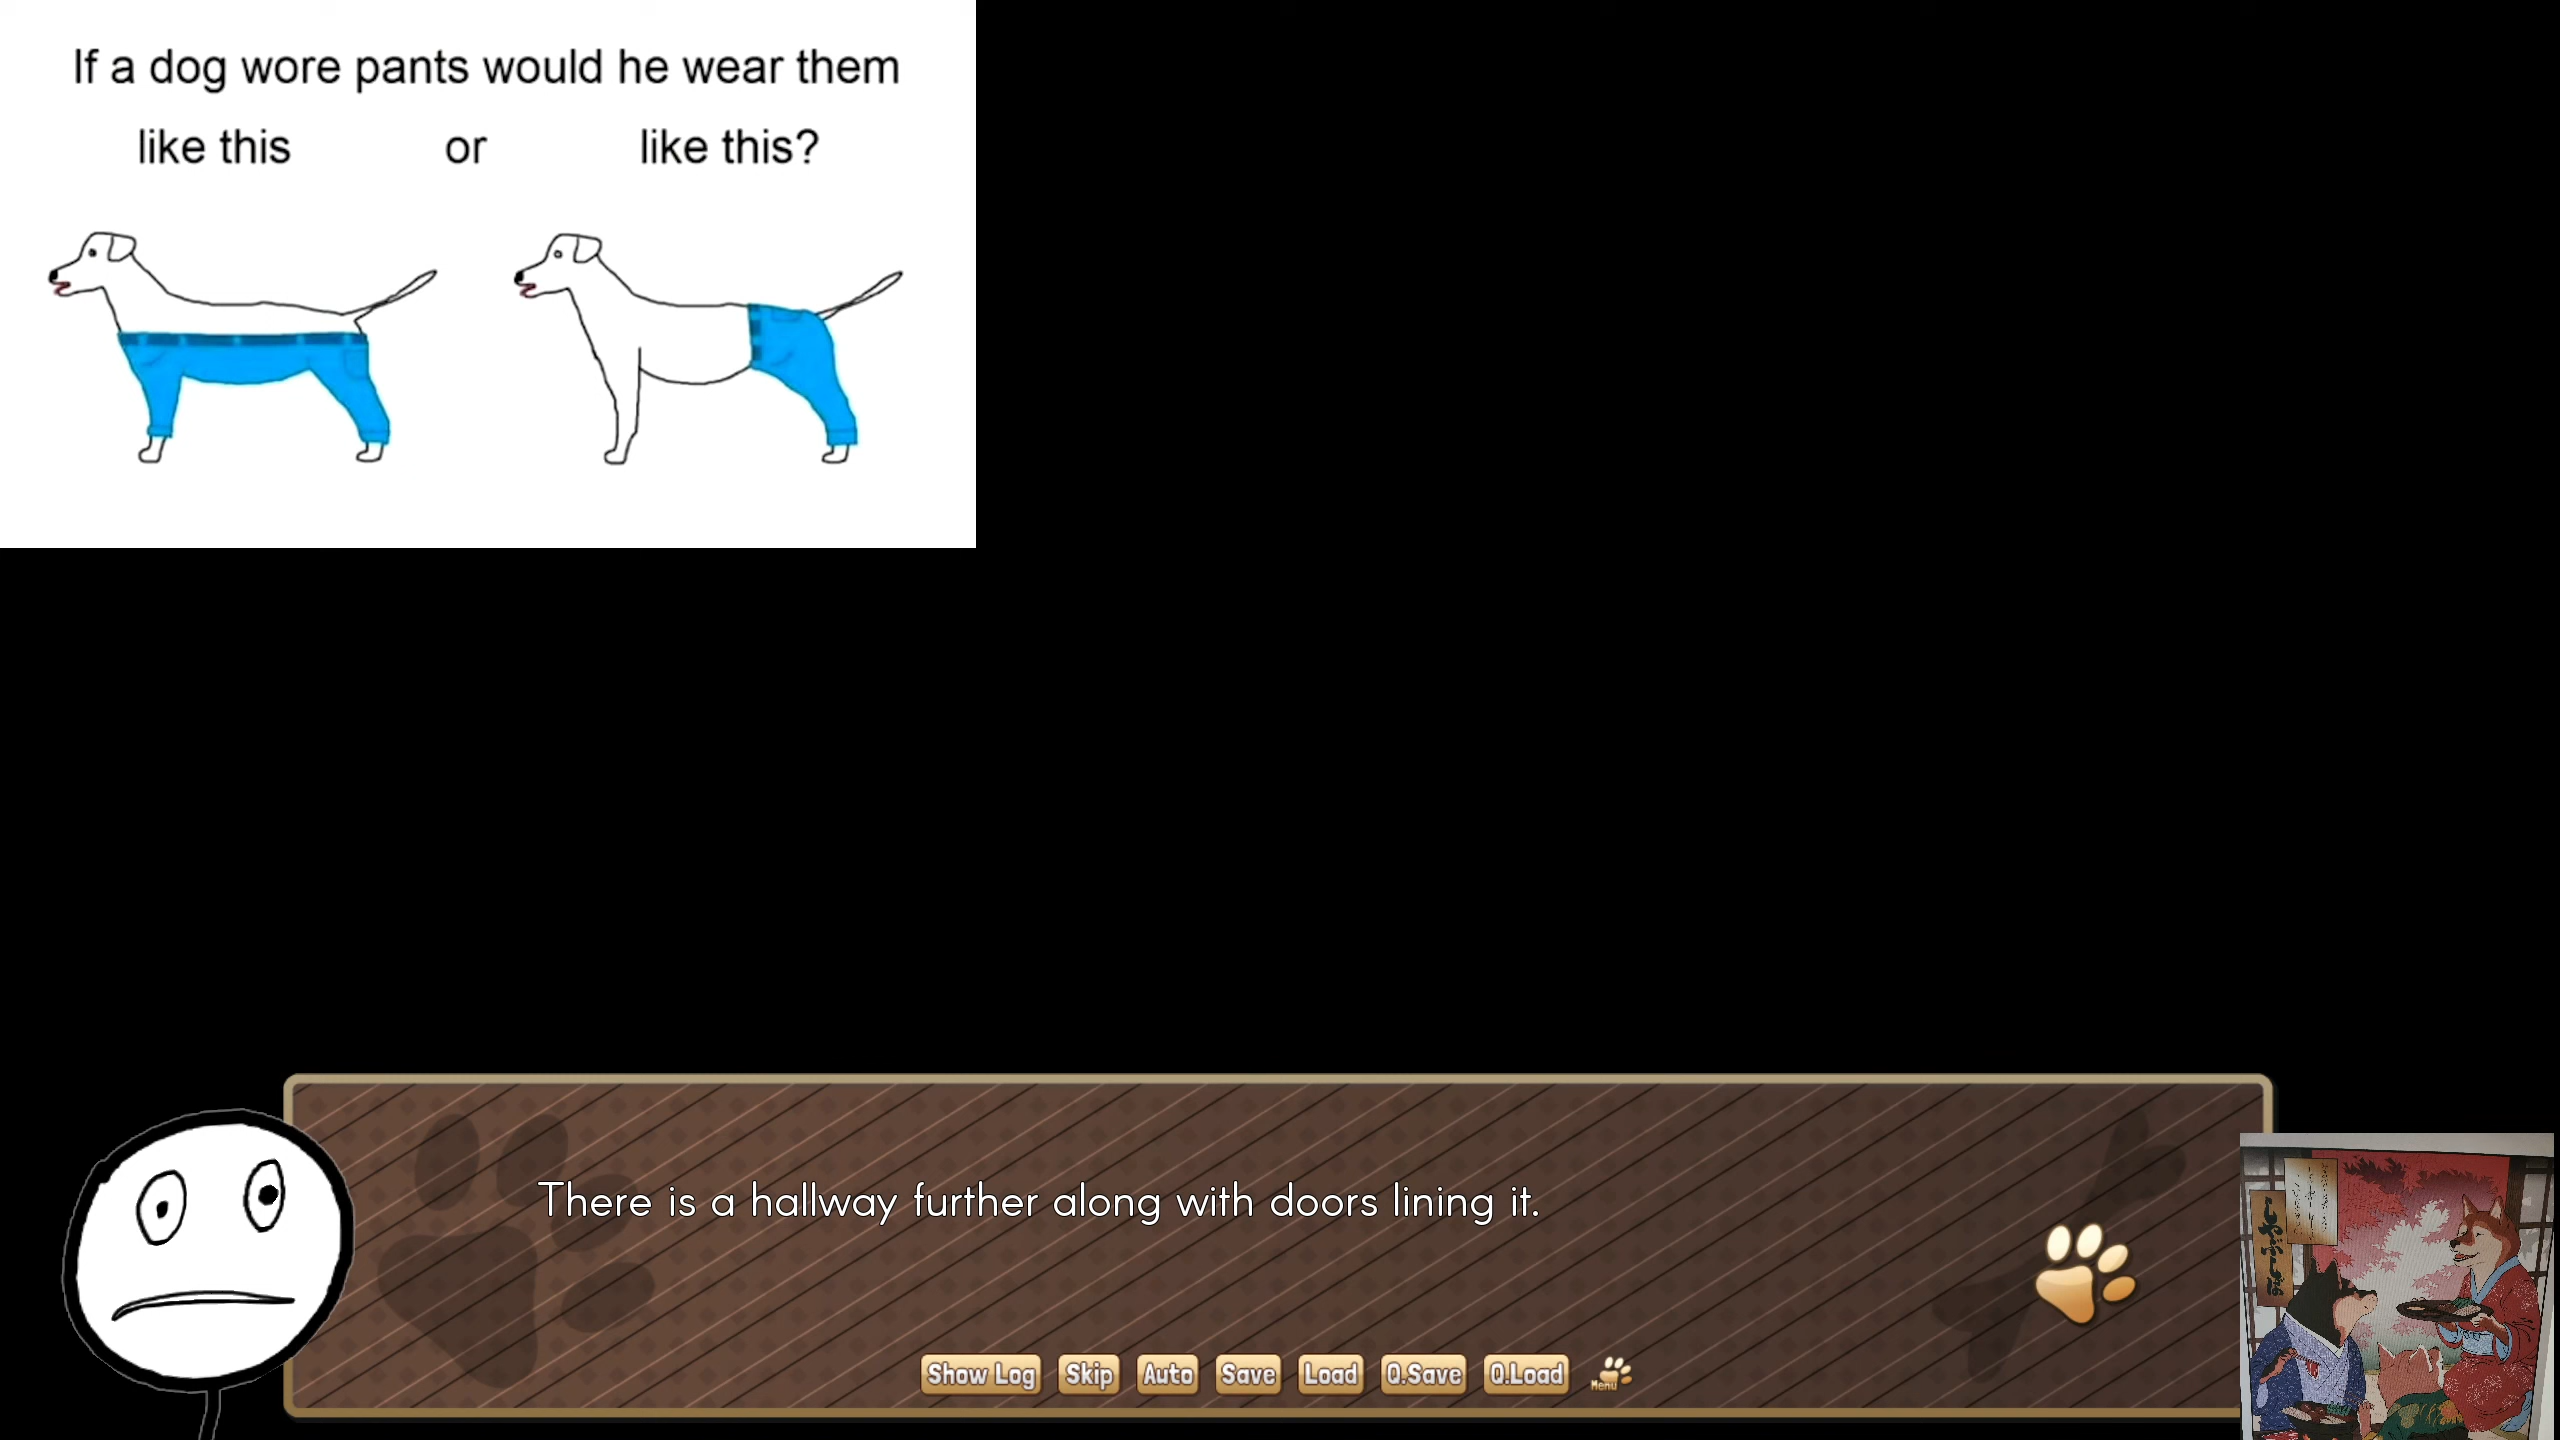 If a dog wore pants would he wear them
like this or like this?
There is a hallway further along with doors lining it.
Show Log Skip Auto Save Load Q.Save Q.Load Menu